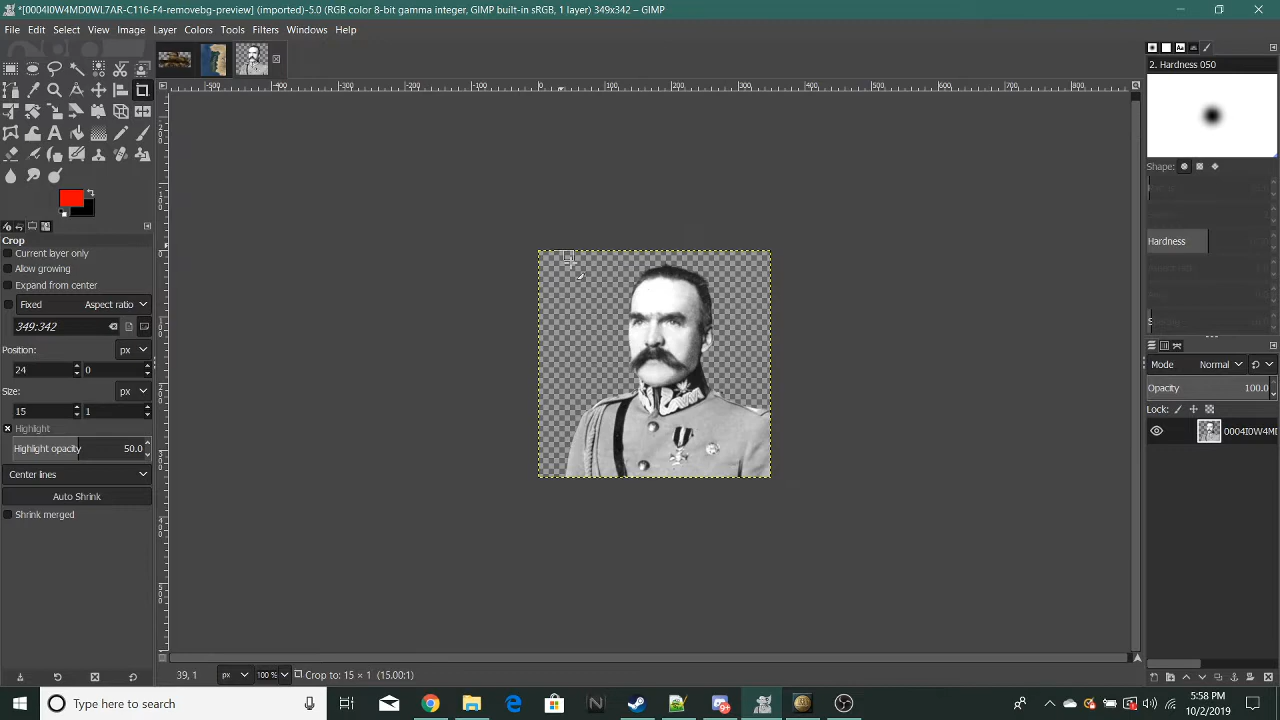 *[0004I0W4MD0WL7AR-C116-F4-removebg-preview] (imported)-5.0 (RGB color 8-bit gamma integer, GIMP built-in sRGB, 1 layer) 349x342 – GIMP
File Edit Select View Image Layer Colors Tools Filters Windows Help
2. Hardness 050
Shape:
Hardness
Crop
Current layer only
Allow growing
Expand from center
Fixed Aspect ratio
349:342
Position: px
24 0
Size: px
15 1
Highlight
Highlight opacity 50.0
Center lines
Auto Shrink
Shrink merged
Mode Normal
Opacity 100.0
Lock:
0004I0W4MD
39, 1 px 100 % Crop to: 15 × 1 (15.00:1)
Type here to search
5:58 PM
10/2/2019